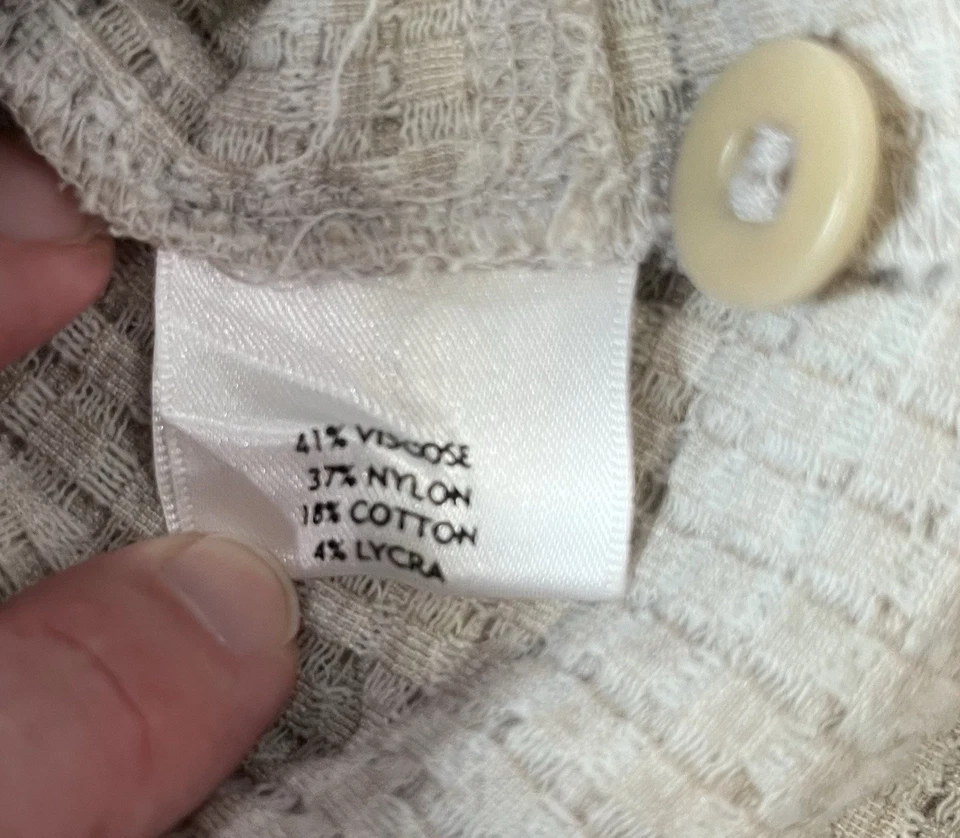 41% VISCOSE
37% NYLON
18% COTTON
4% LYCRA